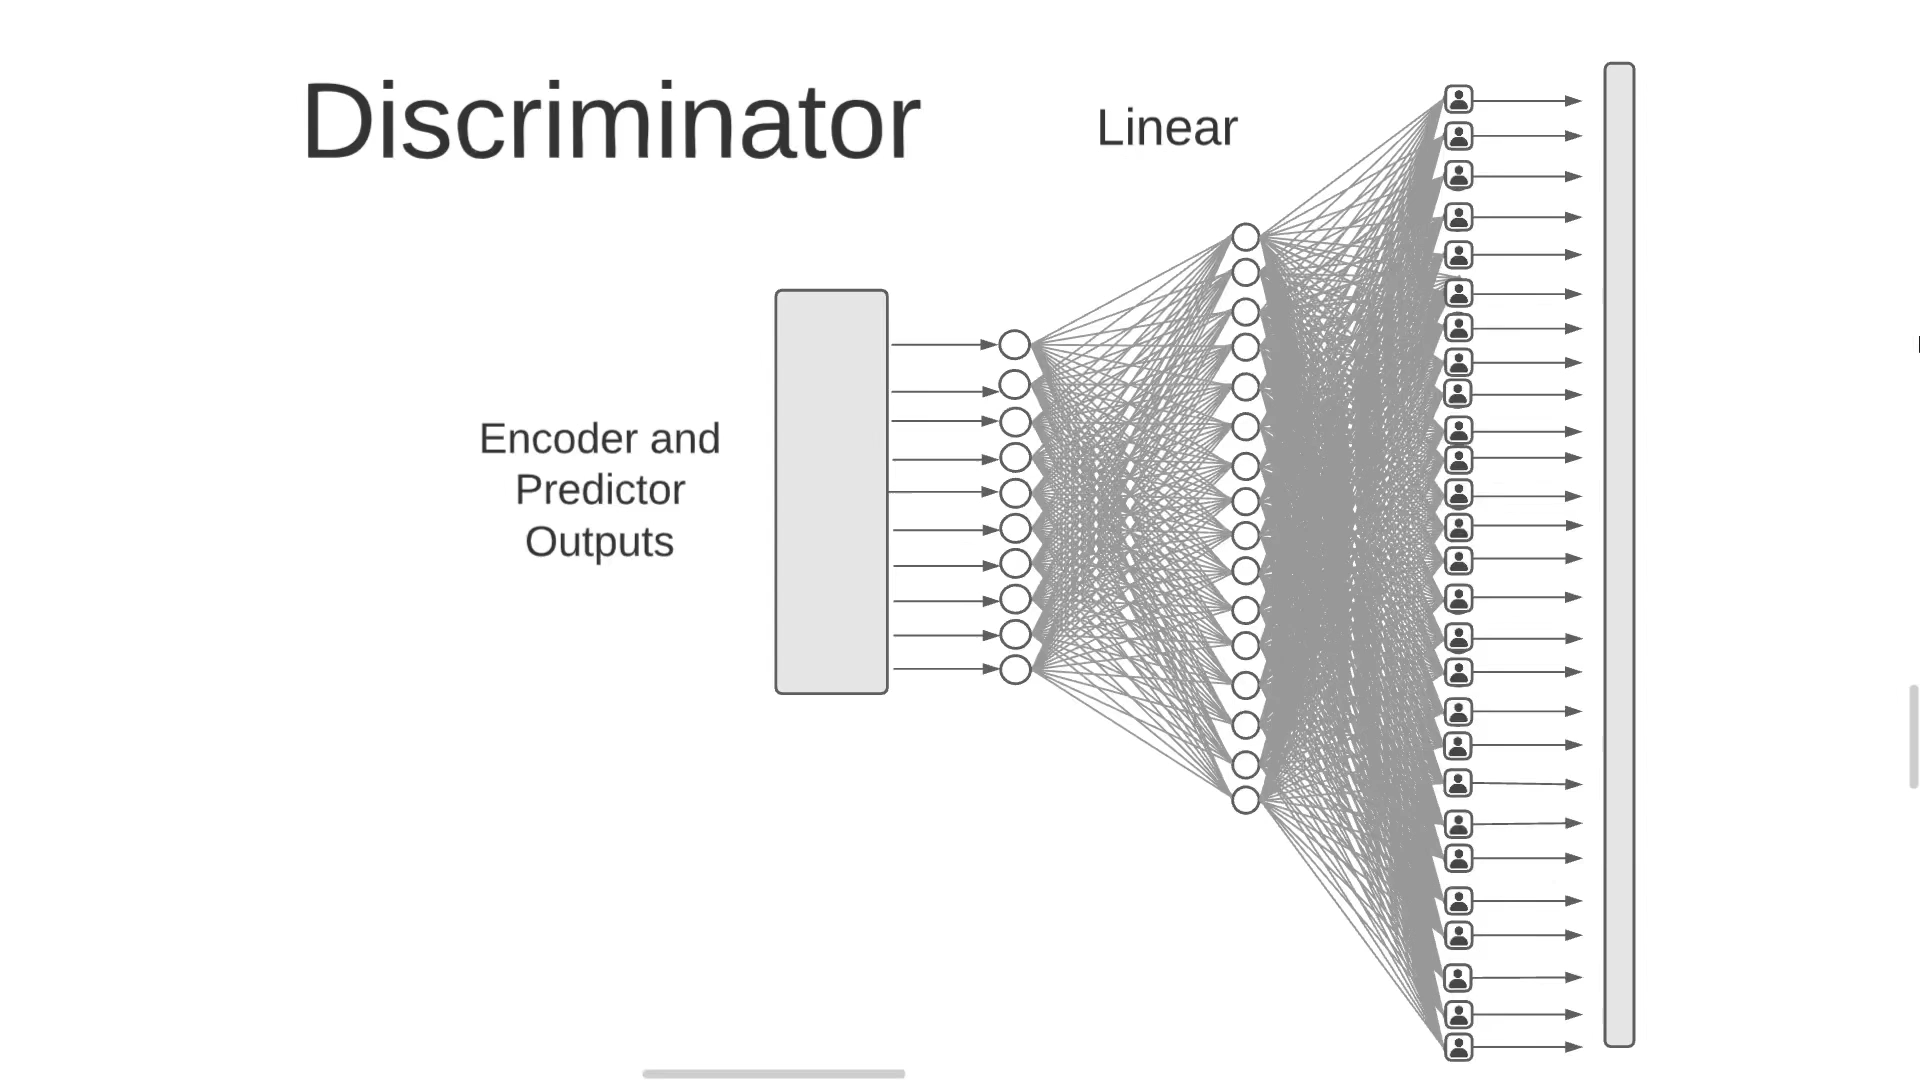 Discriminator
Linear
Encoder and
Predictor
Outputs